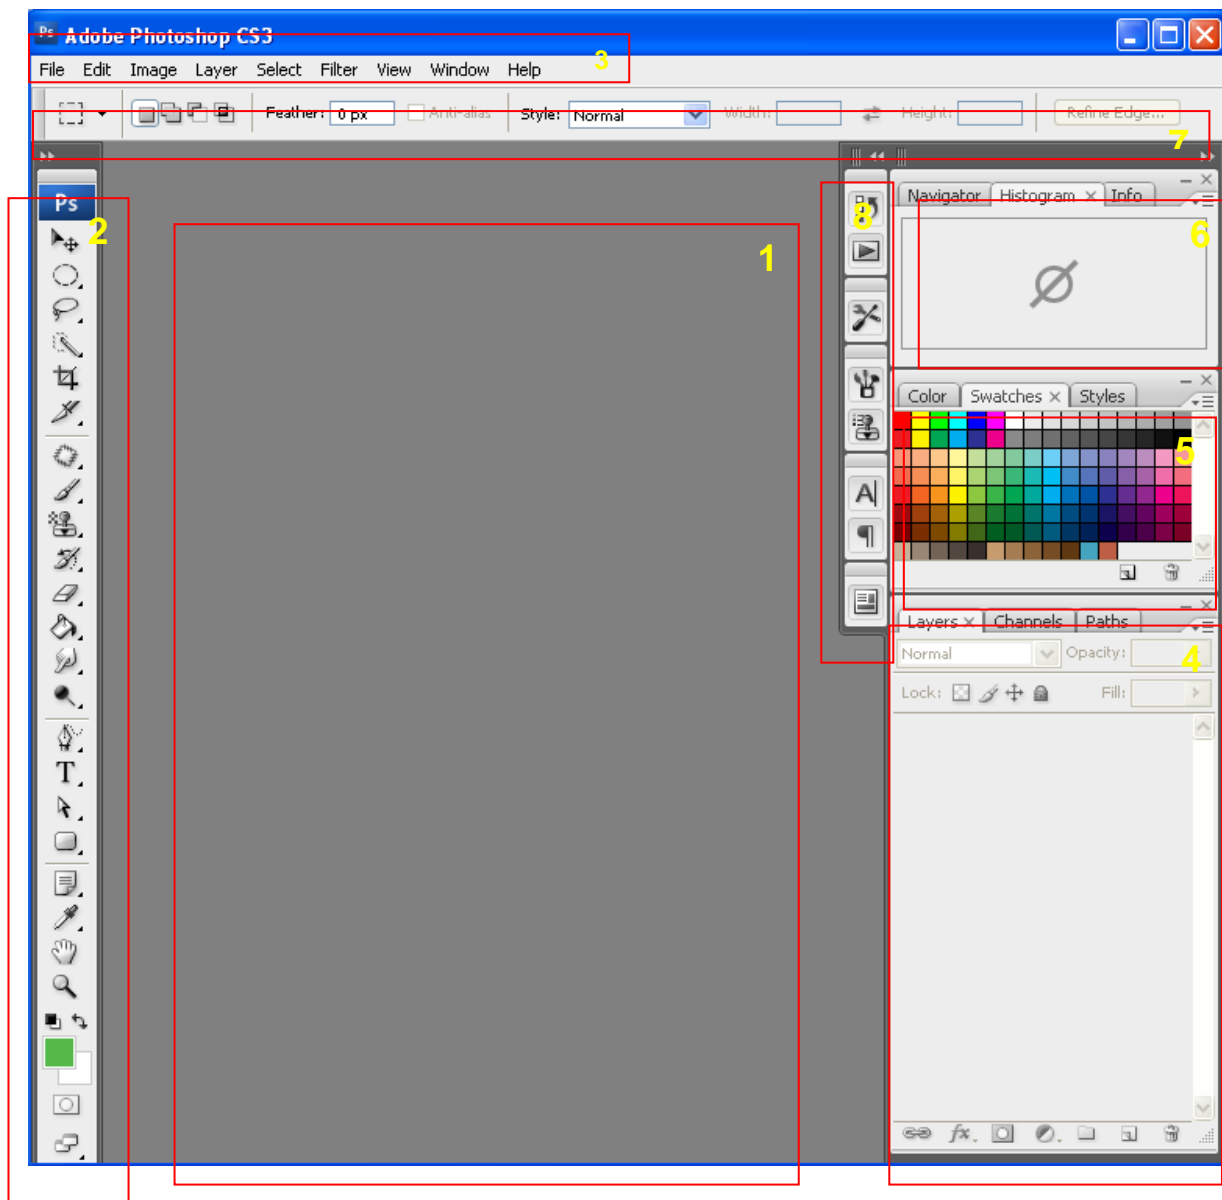 Ps Adobe Photoshop CS3
3
File Edit Image Layer Select Filter View Window Help
Feather: 0 px Anti-alias Style: Normal Width: Height: Refine Edge...
7
Ps
2
1
8
Navigator Histogram × Info
6
Color Swatches × Styles
5
Layers × Channels Paths
Normal Opacity:
4
Lock: Fill:
T
A
¶
fx.